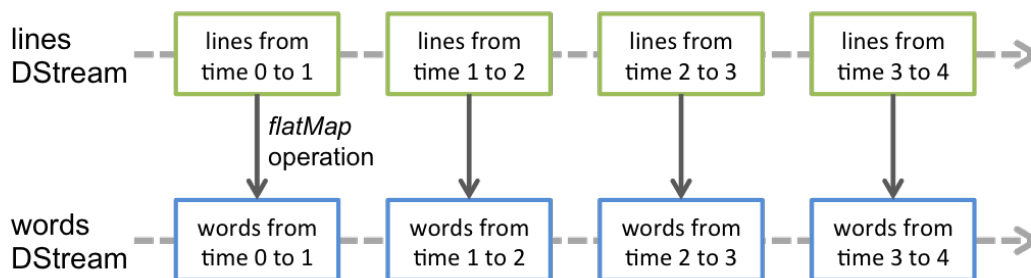 lines
DStream
lines from
time 0 to 1
lines from
time 1 to 2
lines from
time 2 to 3
lines from
time 3 to 4
flatMap
operation
words
DStream
words from
time 0 to 1
words from
time 1 to 2
words from
time 2 to 3
words from
time 3 to 4